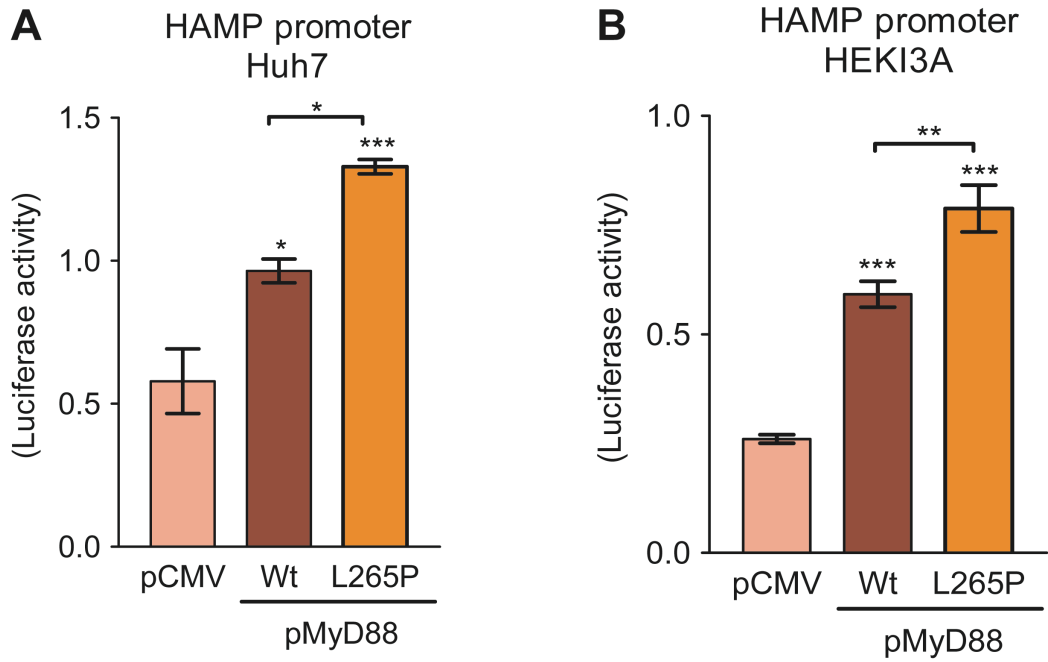 A
HAMP promoter
Huh7
(Luciferase activity)
1.5
1.0
0.5
0.0
*
***
*
pCMV
Wt
L265P
pMyD88
B
HAMP promoter
HEKI3A
(Luciferase activity)
1.0
0.5
0.0
**
***
***
pCMV
Wt
L265P
pMyD88